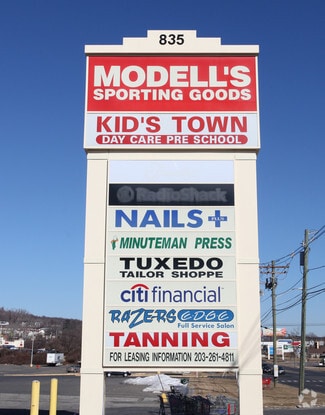 835
MODELL'S
SPORTING GOODS
KID'S TOWN
DAY CARE PRE SCHOOL
RadioShack
NAILS+
MINUTEMAN PRESS
TUXEDO
TAILOR SHOPPE
citifinancial
RAZERS EDGE
Full Service Salon
TANNING
FOR LEASING INFORMATION 203-261-4811